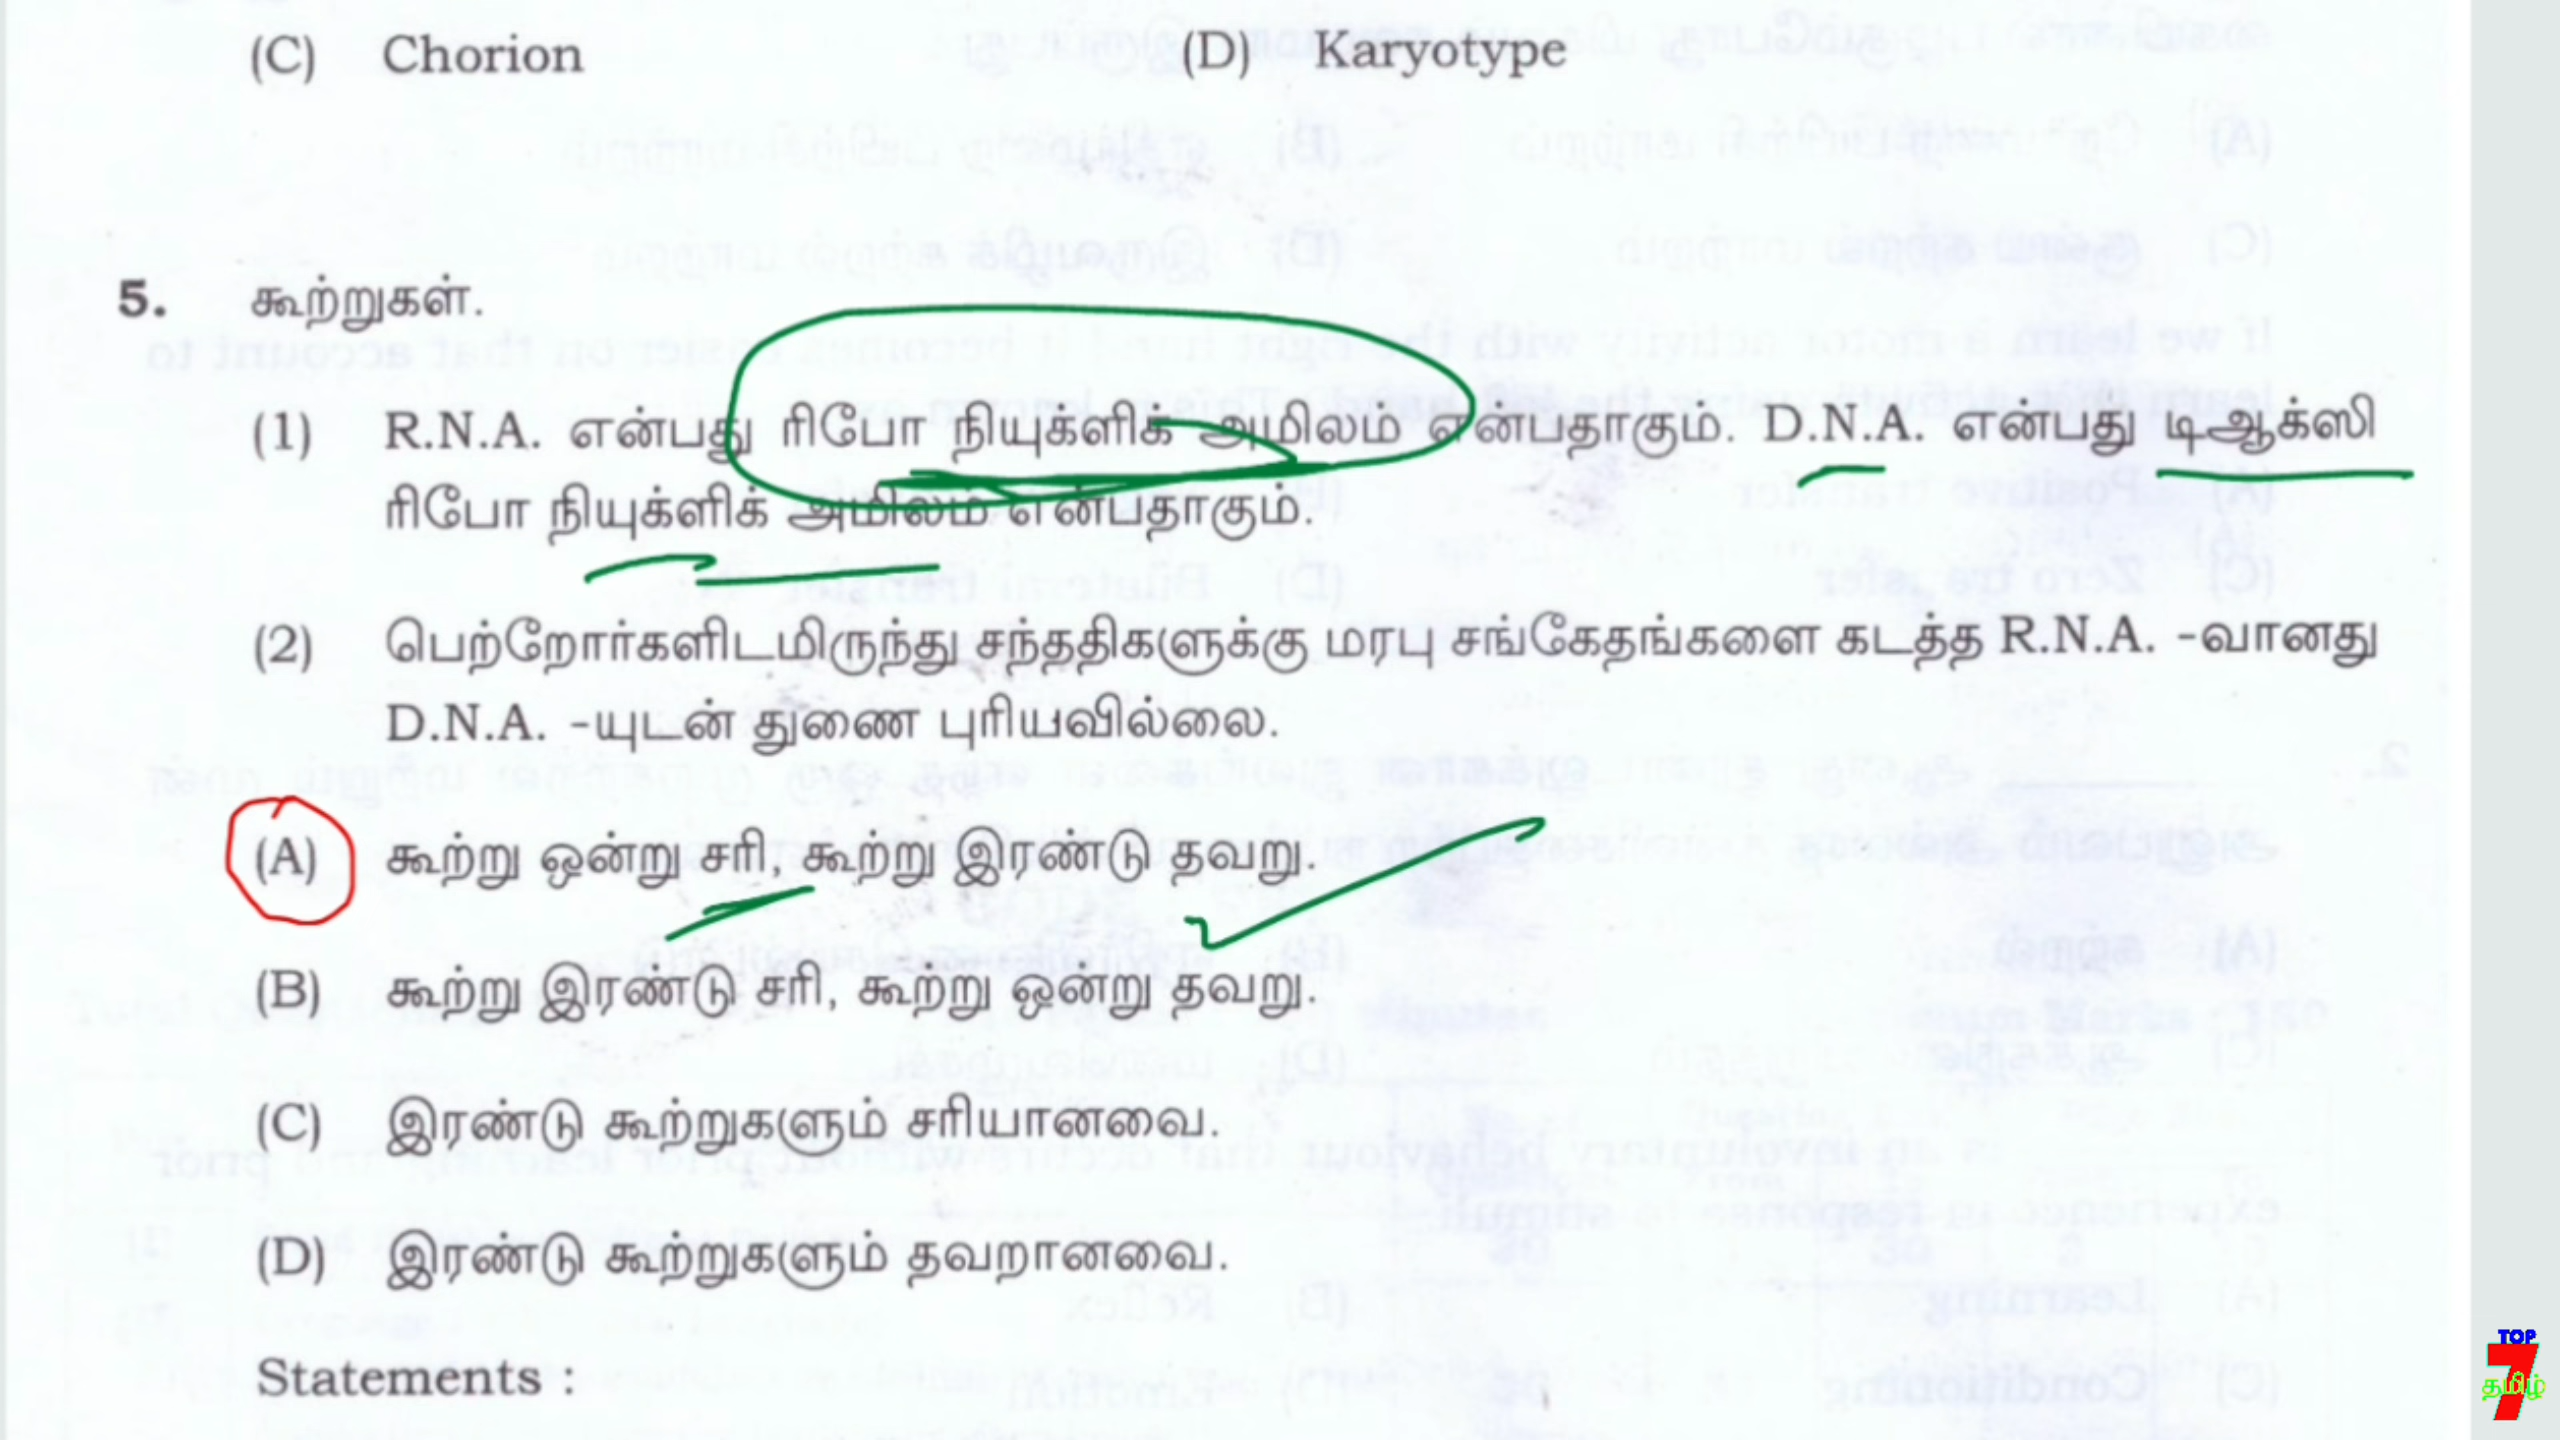 (C) Chorion (D) Karyotype
5. கூற்றுகள்.
(1) R.N.A. என்பது ரிபோ நியுக்ளிக் அமிலம் என்பதாகும். D.N.A. என்பது டிஆக்ஸி
ரிபோ நியுக்ளிக் அமிலம் என்பதாகும்.
(2) பெற்றோர்களிடமிருந்து சந்ததிகளுக்கு மரபு சங்கேதங்களை கடத்த R.N.A. -வானது
D.N.A. -யுடன் துணை புரியவில்லை.
(A) கூற்று ஒன்று சரி, கூற்று இரண்டு தவறு.
(B) கூற்று இரண்டு சரி, கூற்று ஒன்று தவறு.
(C) இரண்டு கூற்றுகளும் சரியானவை.
(D) இரண்டு கூற்றுகளும் தவறானவை.
Statements :
TOP
7
தமிழ்